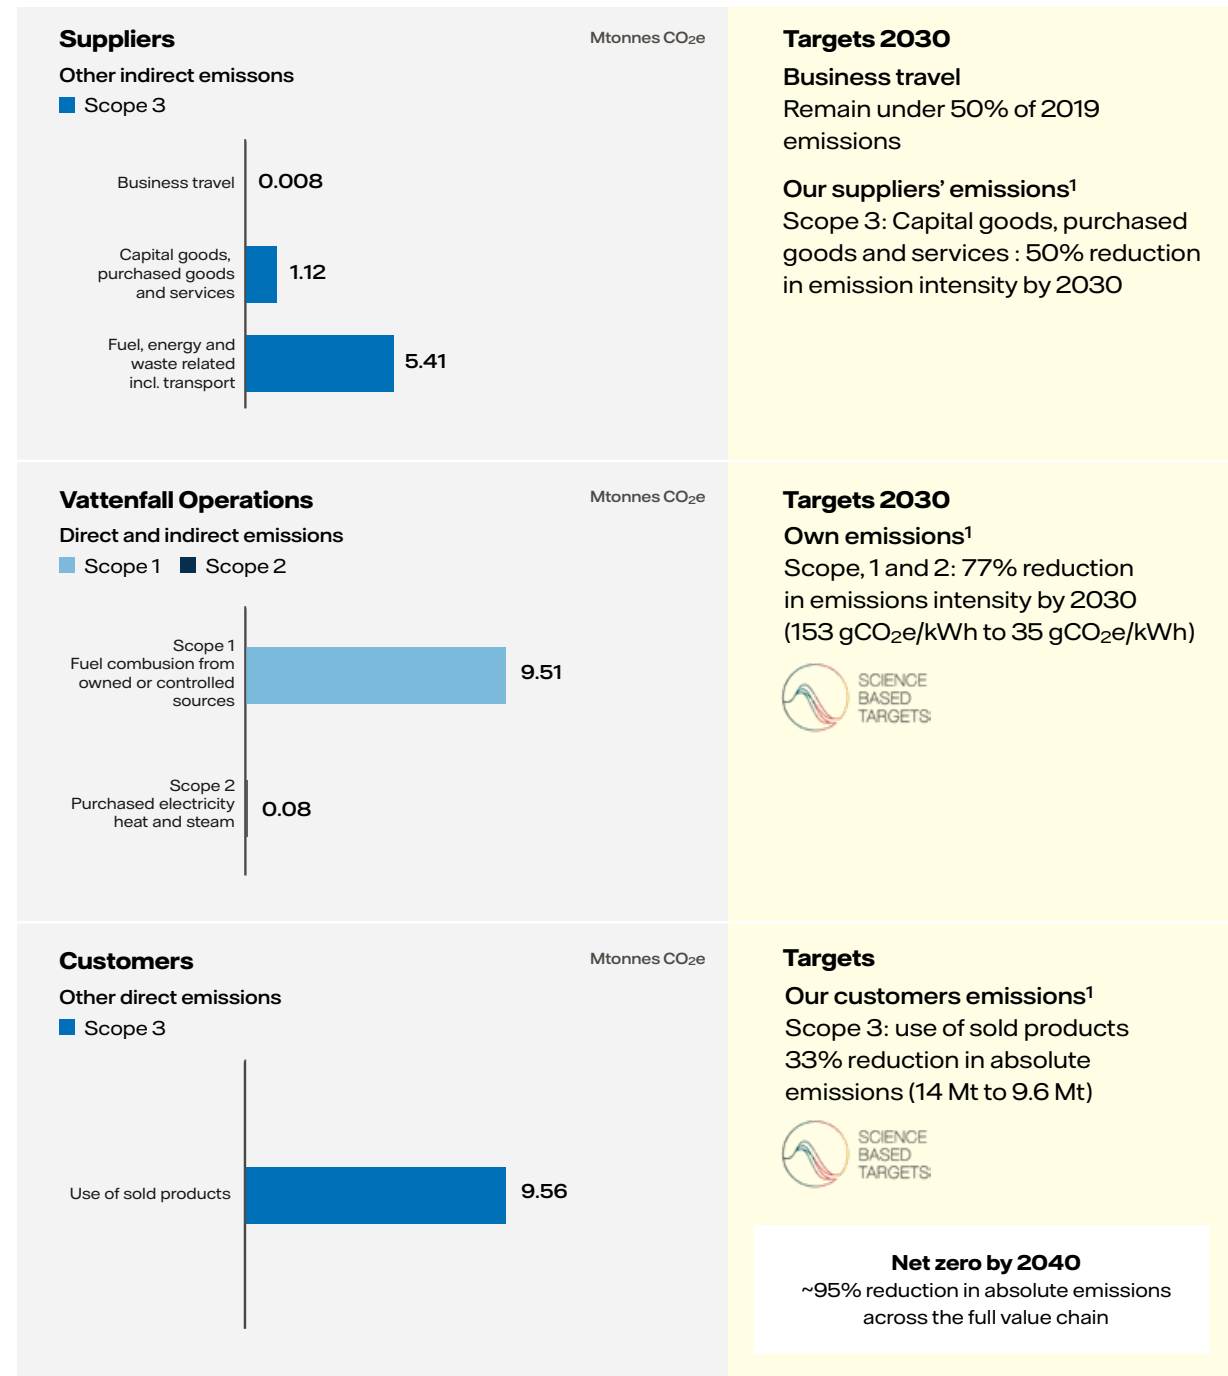 Suppliers
Mtonnes CO₂e
Other indirect emissons
Scope 3
Business travel
0.008
Capital goods,
purchased goods
and services
1.12
Fuel, energy and
waste related
incl. transport
5.41
Targets 2030
Business travel
Remain under 50% of 2019
emissions
Our suppliers’ emissions¹
Scope 3: Capital goods, purchased
goods and services : 50% reduction
in emission intensity by 2030
Vattenfall Operations
Mtonnes CO₂e
Direct and indirect emissions
Scope 1 Scope 2
Scope 1
Fuel combusion from
owned or controlled
sources
9.51
Scope 2
Purchased electricity
heat and steam
0.08
Targets 2030
Own emissions¹
Scope, 1 and 2: 77% reduction
in emissions intensity by 2030
(153 gCO₂e/kWh to 35 gCO₂e/kWh)
SCIENCE
BASED
TARGETS
Customers
Mtonnes CO₂e
Other direct emissions
Scope 3
Use of sold products
9.56
Targets
Our customers emissions¹
Scope 3: use of sold products
33% reduction in absolute
emissions (14 Mt to 9.6 Mt)
SCIENCE
BASED
TARGETS
Net zero by 2040
~95% reduction in absolute emissions
across the full value chain